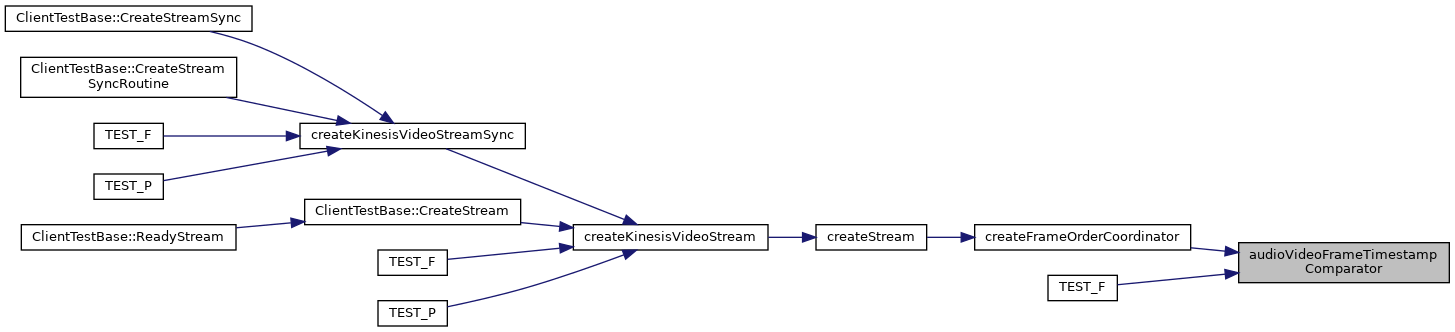 ClientTestBase::CreateStreamSync
ClientTestBase::CreateStream
SyncRoutine
TEST_F
createKinesisVideoStreamSync
TEST_P
ClientTestBase::CreateStream
ClientTestBase::ReadyStream
createKinesisVideoStream
createStream
createFrameOrderCoordinator
audioVideoFrameTimestamp
Comparator
TEST_F
TEST_F
TEST_P